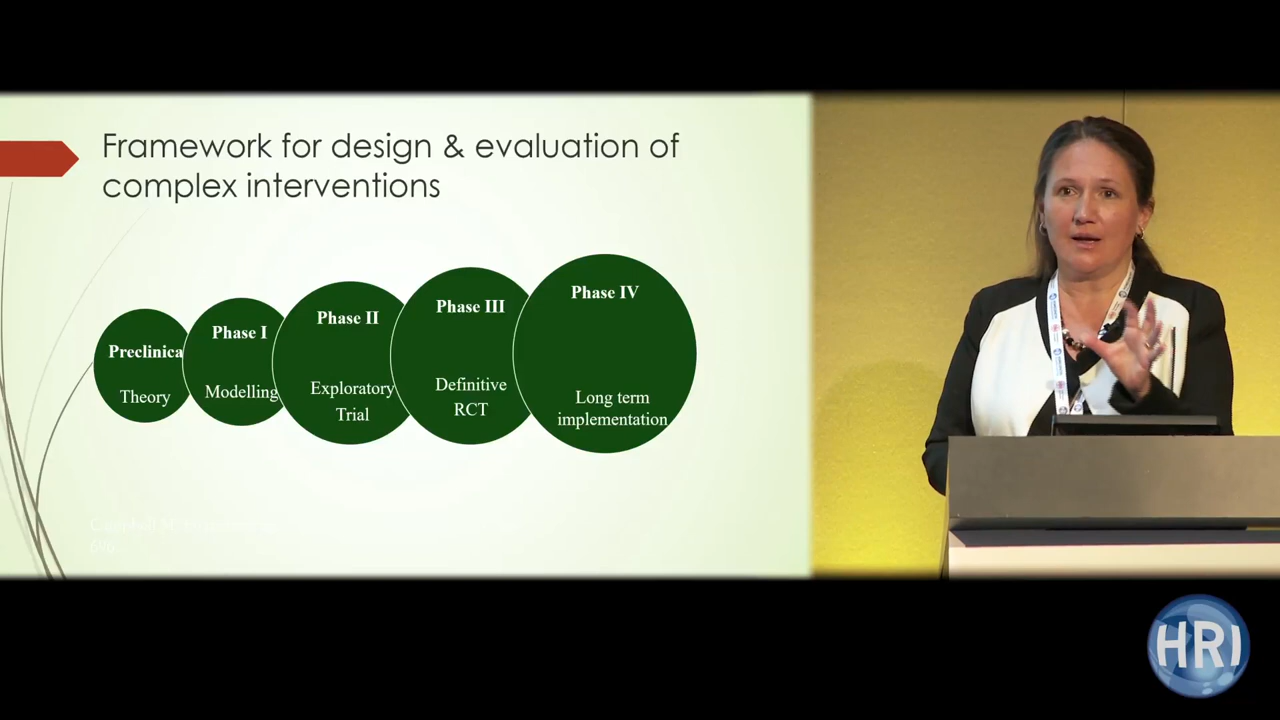 Framework for design & evaluation of
complex interventions
Preclinica
Theory
Phase I
Modelling
Phase II
Exploratory
Trial
Phase III
Definitive
RCT
Phase IV
Long term
implementation
HRI